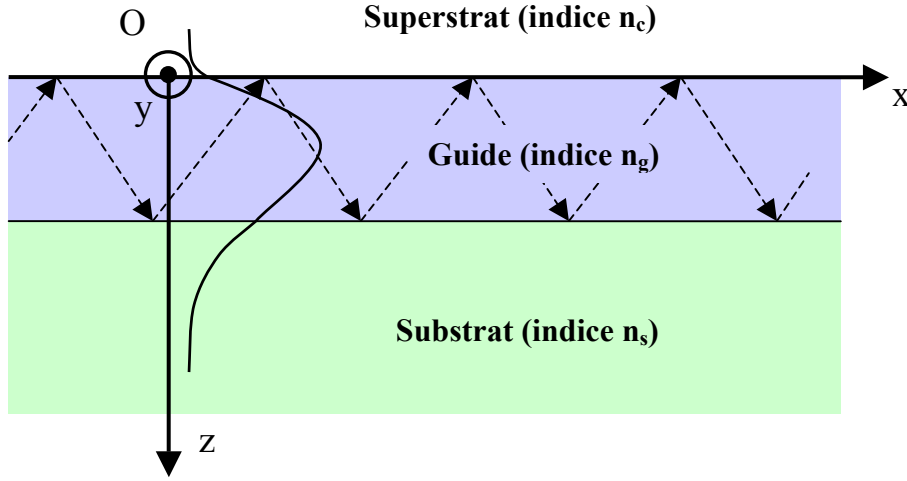 Superstrat (indice n_c)
O
y
x
Guide (indice n_g)
Substrat (indice n_s)
z